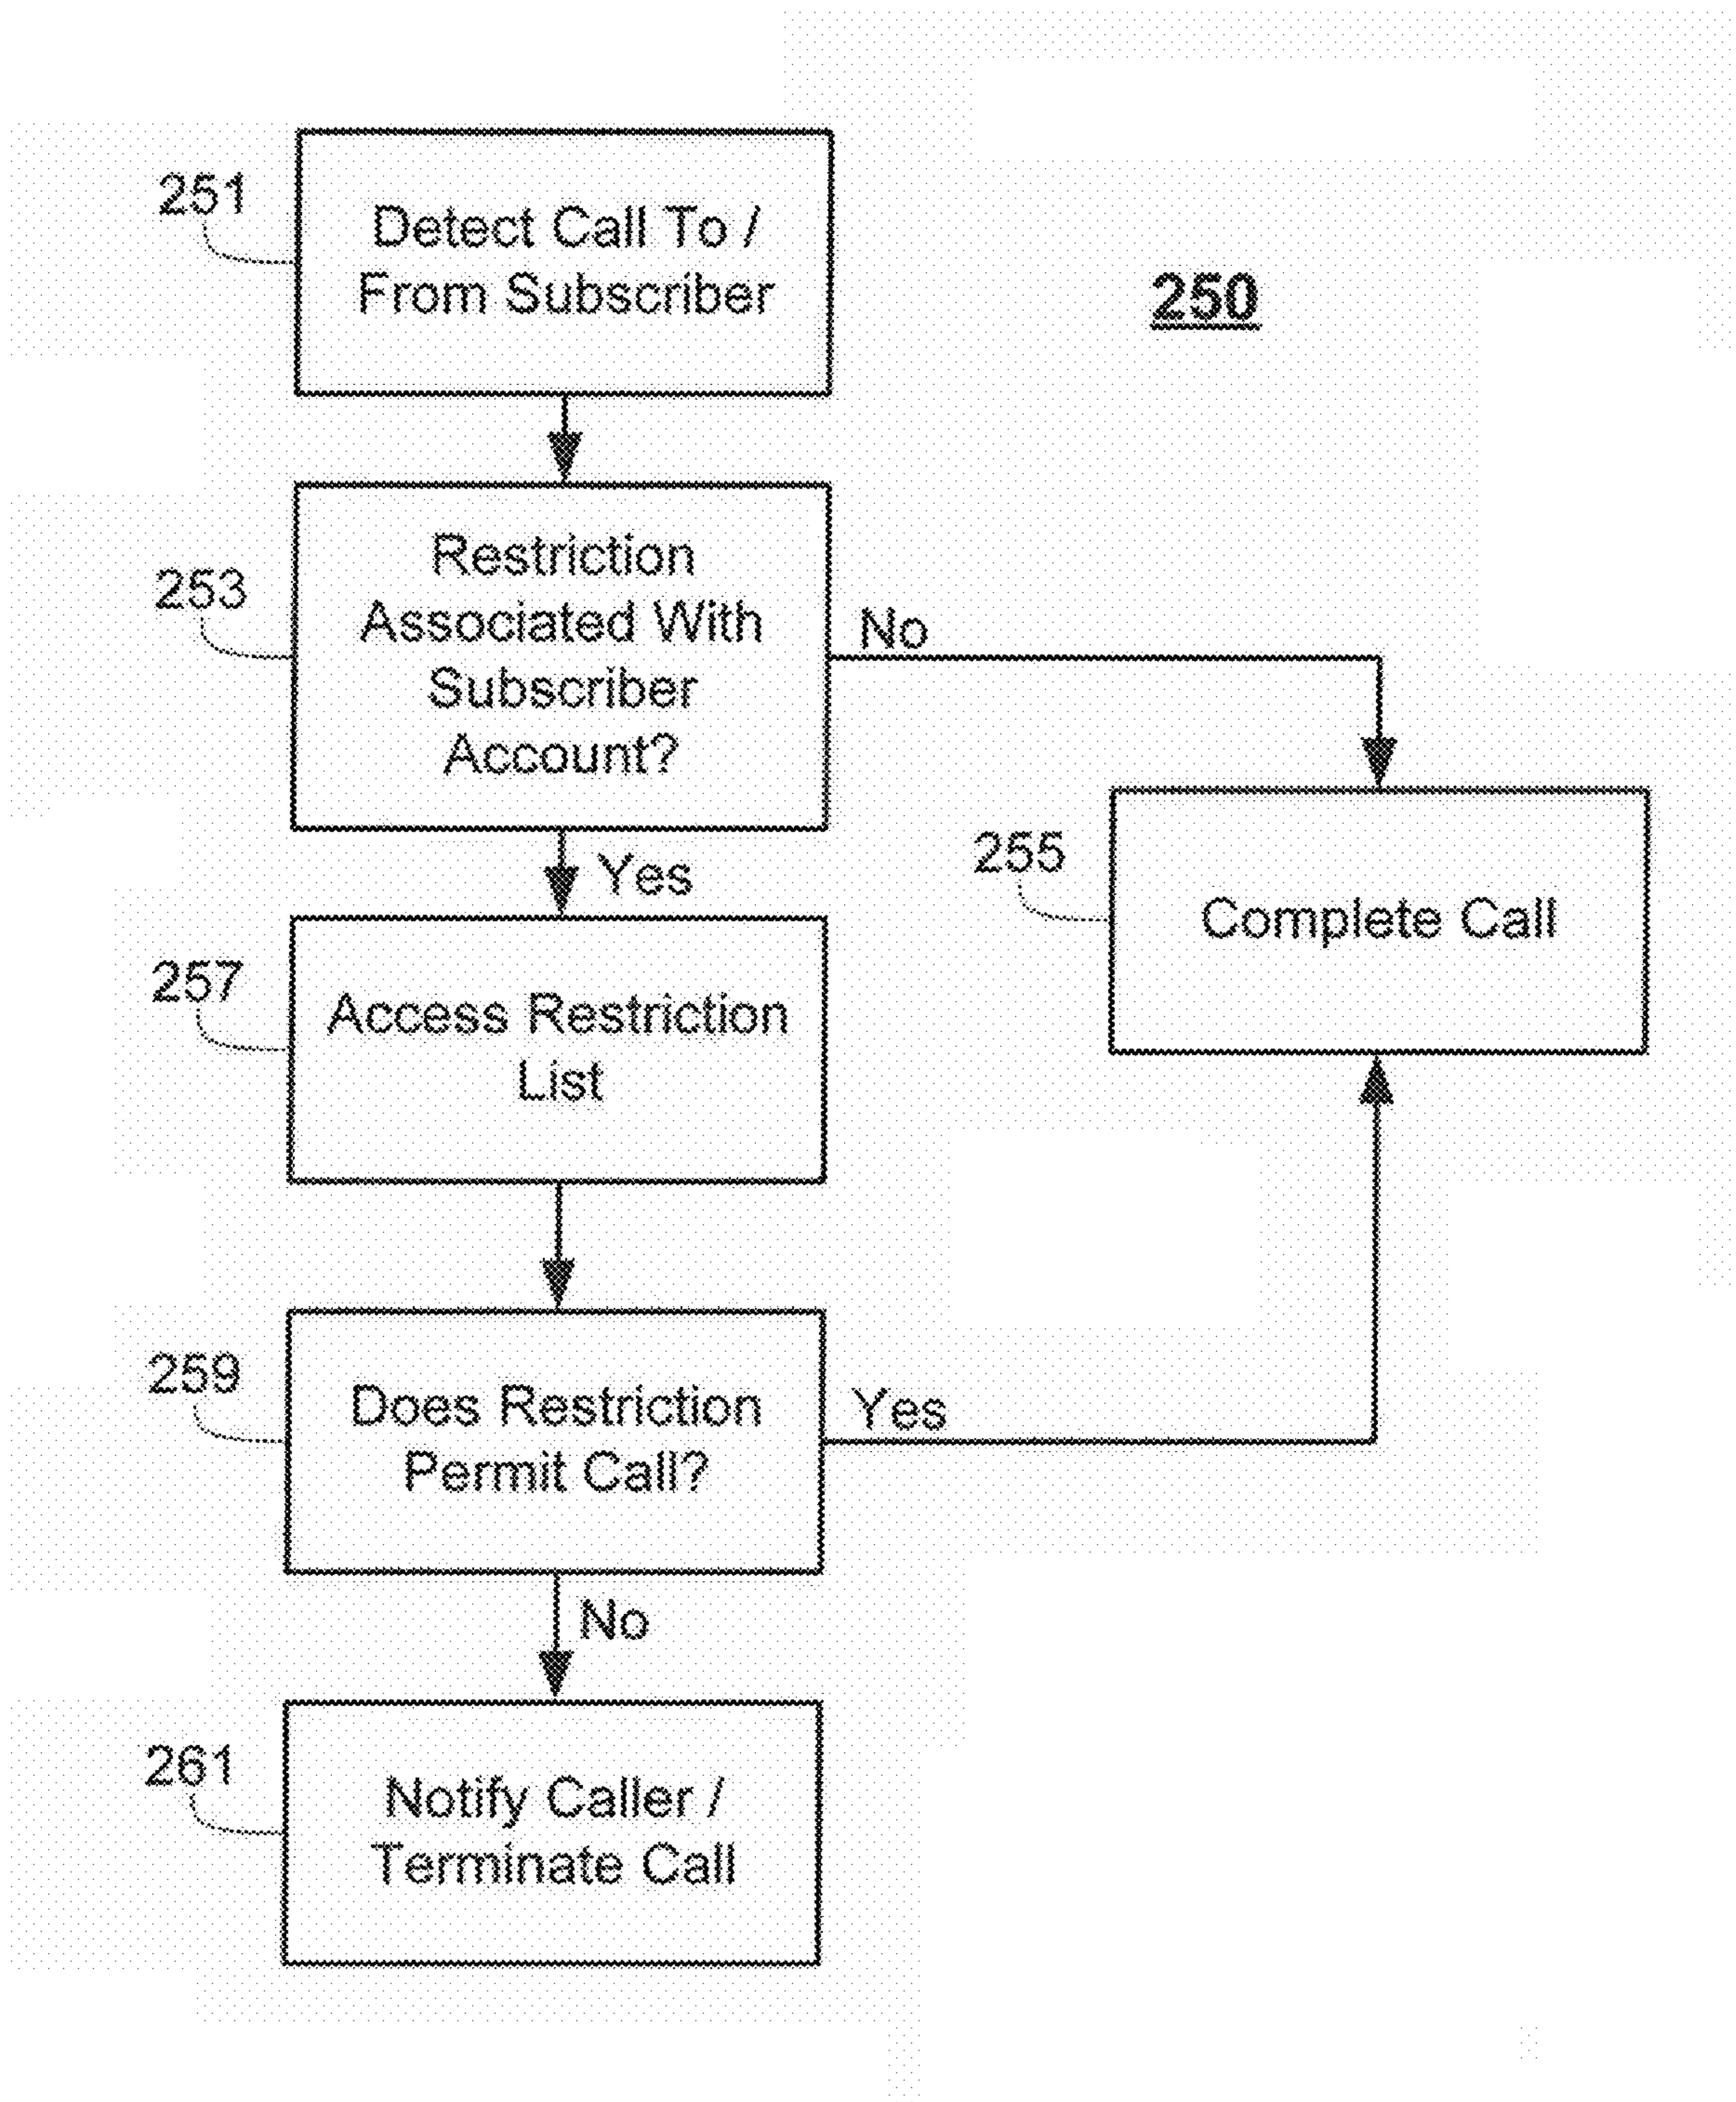 251
Detect Call To /
From Subscriber
250
253
Restriction
Associated With
Subscriber
Account?
No
Yes
255
Complete Call
257
Access Restriction
List
259
Does Restriction
Permit Call?
Yes
No
261
Notify Caller /
Terminate Call